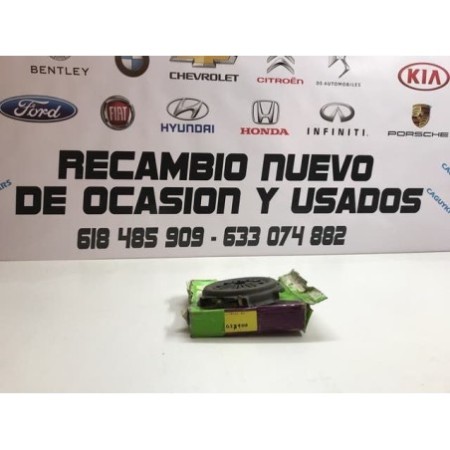 BENTLEY
CHEVROLET
CITROËN
DS AUTOMOBILES
KIA
Ford
FIAT
HYUNDAI
HONDA
INFINITI
PORSCHE
RECAMBIO NUEVO
DE OCASION Y USADOS
618 485 909 - 633 074 882